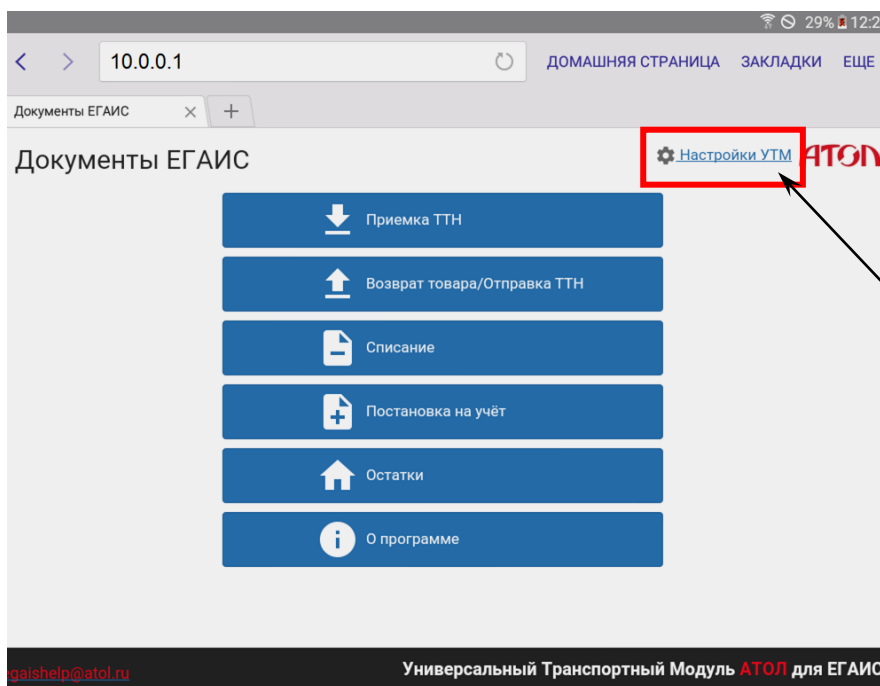 29% 12:2
10.0.0.1 ДОМАШНЯЯ СТРАНИЦА ЗАКЛАДКИ ЕЩЕ
Документы ЕГАИС
Документы ЕГАИС Настройки УТМ АТОЛ
Приемка ТТН
Возврат товара/Отправка ТТН
Списание
Постановка на учёт
Остатки
О программе
egaishelp@atol.ru Универсальный Транспортный Модуль АТОЛ для ЕГАИС